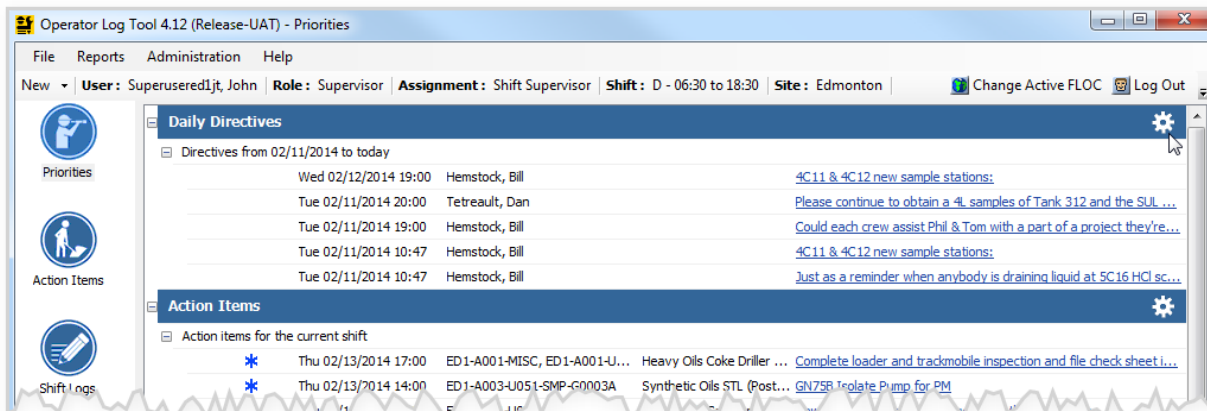 Operator Log Tool 4.12 (Release-UAT) - Priorities
File Reports Administration Help
New User : Superusered1jt, John Role : Supervisor Assignment : Shift Supervisor Shift : D - 06:30 to 18:30 Site : Edmonton Change Active FLOC Log Out
Priorities
Action Items
Shift Logs
Daily Directives
Directives from 02/11/2014 to today
Wed 02/12/2014 19:00 Hemstock, Bill 4C11 & 4C12 new sample stations:
Tue 02/11/2014 20:00 Tetreault, Dan Please continue to obtain a 4L samples of Tank 312 and the SUL ...
Tue 02/11/2014 19:00 Hemstock, Bill Could each crew assist Phil & Tom with a part of a project they're...
Tue 02/11/2014 10:47 Hemstock, Bill 4C11 & 4C12 new sample stations:
Tue 02/11/2014 10:47 Hemstock, Bill Just as a reminder when anybody is draining liquid at 5C16 HCl sc...
Action Items
Action items for the current shift
Thu 02/13/2014 17:00 ED1-A001-MISC, ED1-A001-U... Heavy Oils Coke Driller ... Complete loader and trackmobile inspection and file check sheet i...
Thu 02/13/2014 14:00 ED1-A003-U051-SMP-G0003A Synthetic Oils STL (Post... GN75B Isolate Pump for PM